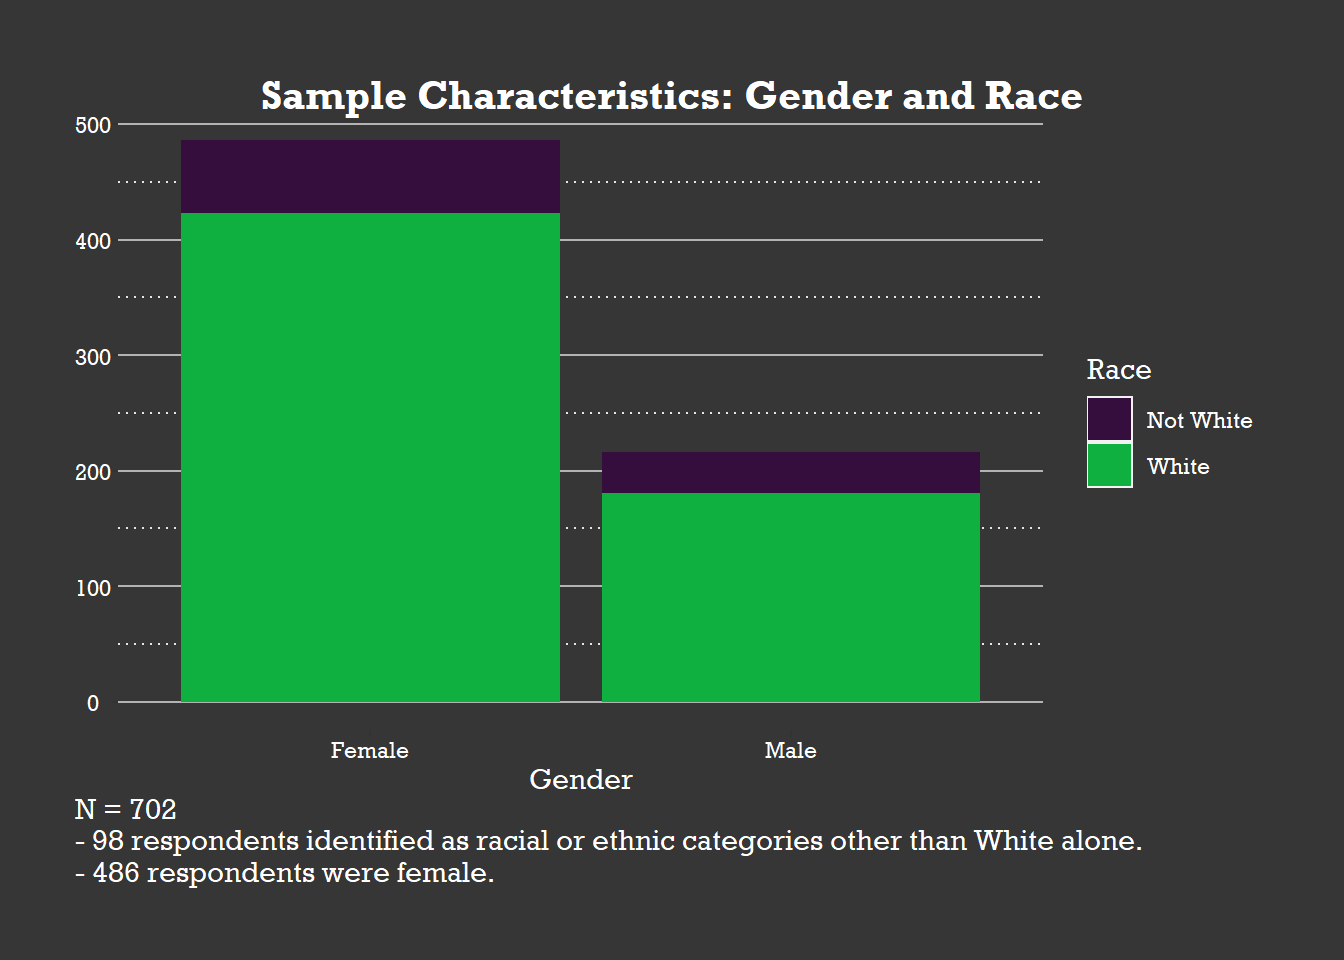 Sample Characteristics: Gender and Race
500
400
300
200
100
0
Female
Male
Gender
Race
Not White
White
N = 702
- 98 respondents identified as racial or ethnic categories other than White alone.
- 486 respondents were female.